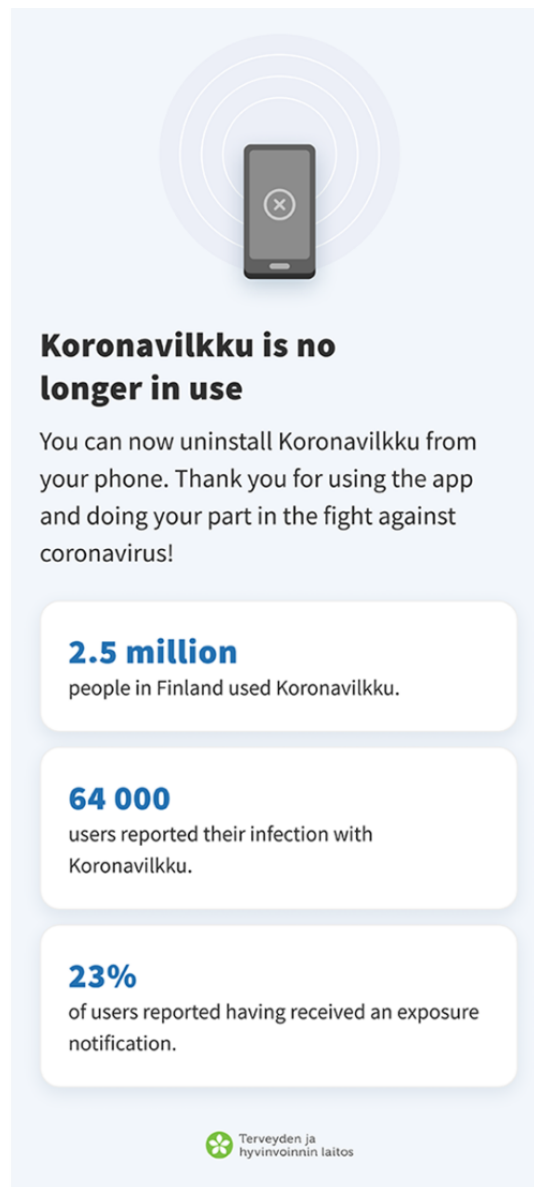 Koronavilkku is no
longer in use
You can now uninstall Koronavilkku from
your phone. Thank you for using the app
and doing your part in the fight against
coronavirus!
2.5 million
people in Finland used Koronavilkku.
64 000
users reported their infection with
Koronavilkku.
23%
of users reported having received an exposure
notification.
Terveyden ja
hyvinvoinnin laitos